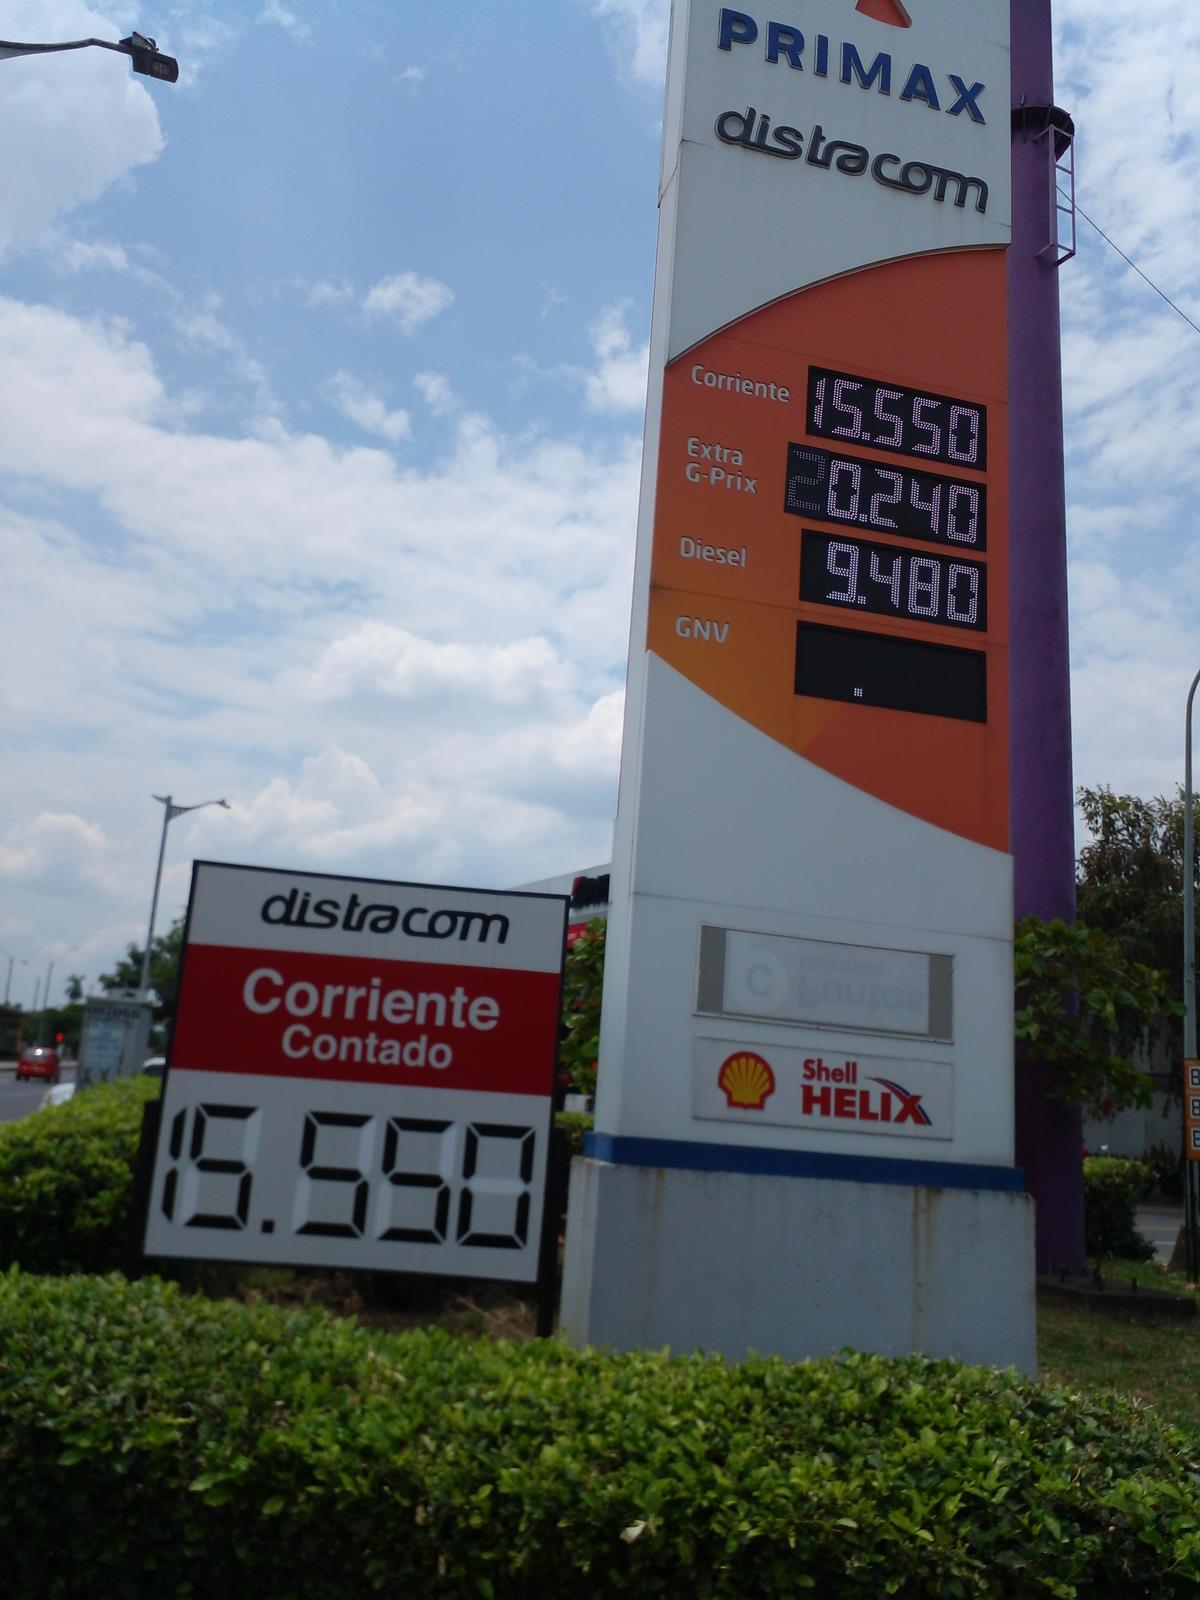 PRIMAX
distracom
Corriente 15.550
Extra
G-Prix 20.240
Diesel 9.480
GNV .
Puntos
Shell
HELIX
distracom
Corriente
Contado
15.550